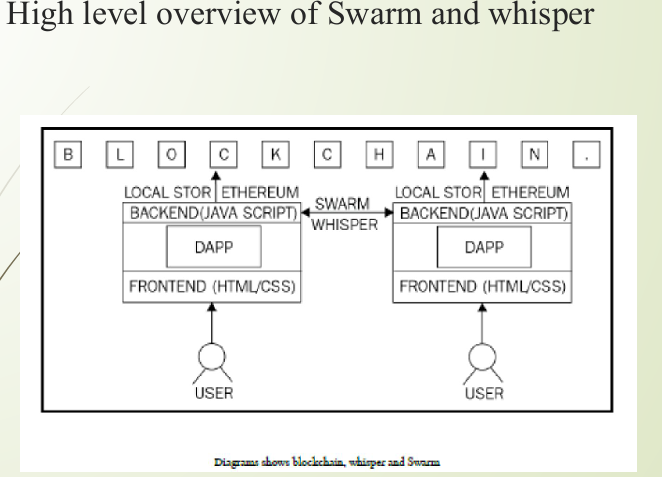 High level overview of Swarm and whisper
B L O C K C H A I N .
LOCAL STOR ETHEREUM
BACKEND(JAVA SCRIPT)
DAPP
FRONTEND (HTML/CSS)
USER
SWARM
WHISPER
LOCAL STOR ETHEREUM
BACKEND(JAVA SCRIPT)
DAPP
FRONTEND (HTML/CSS)
USER
Diagrams shows blockchain, whisper and Swarm